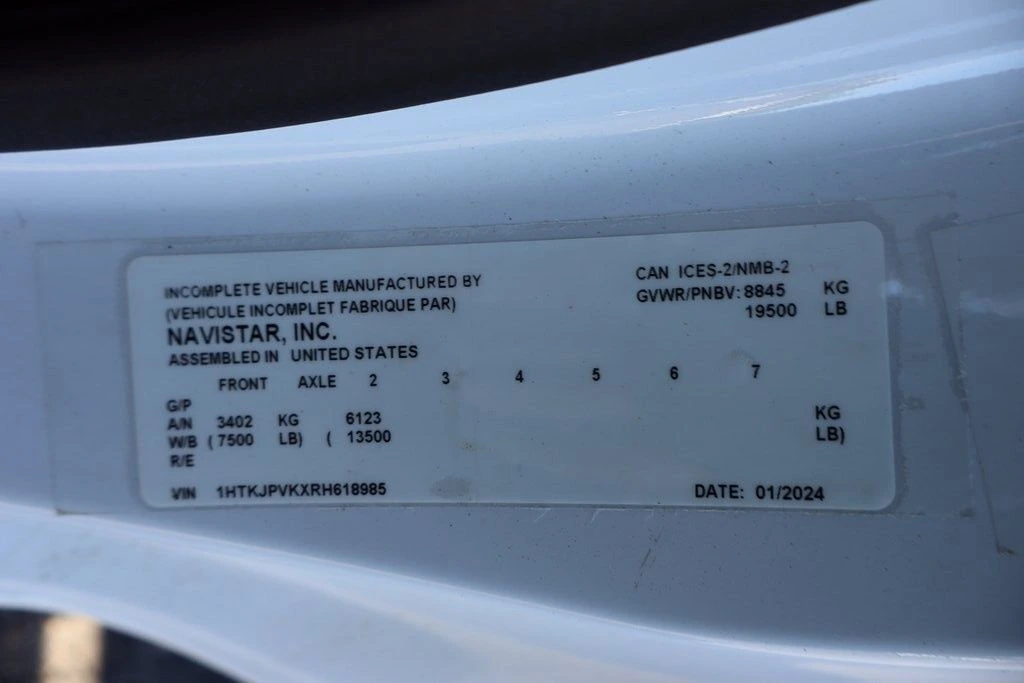 INCOMPLETE VEHICLE MANUFACTURED BY
(VEHICULE INCOMPLET FABRIQUE PAR)
NAVISTAR, INC.
ASSEMBLED IN UNITED STATES
CAN ICES-2/NMB-2
GVWR/PNBV: 8845 KG
19500 LB
FRONT AXLE 2 3 4 5 6 7
G/P
A/N 3402 KG 6123 KG
W/B ( 7500 LB) ( 13500 LB)
R/E
VIN 1HTKJPVKXRH618985 DATE: 01/2024